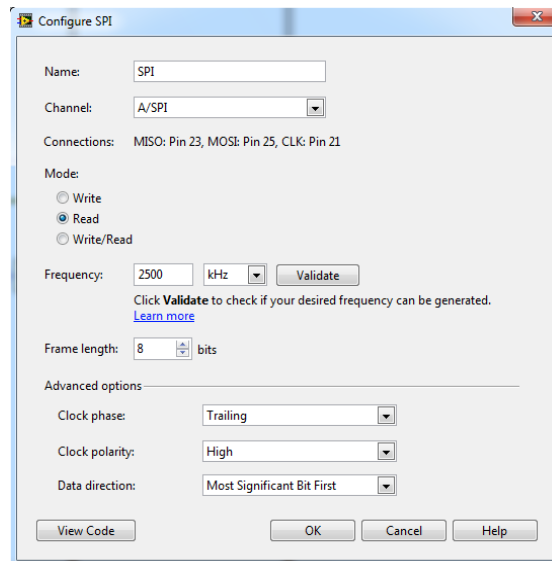 Configure SPI
Name: SPI
Channel: A/SPI
Connections: MISO: Pin 23, MOSI: Pin 25, CLK: Pin 21
Mode:
Write
Read
Write/Read
Frequency: 2500 kHz Validate
Click Validate to check if your desired frequency can be generated.
Learn more
Frame length: 8 bits
Advanced options
Clock phase: Trailing
Clock polarity: High
Data direction: Most Significant Bit First
View Code OK Cancel Help